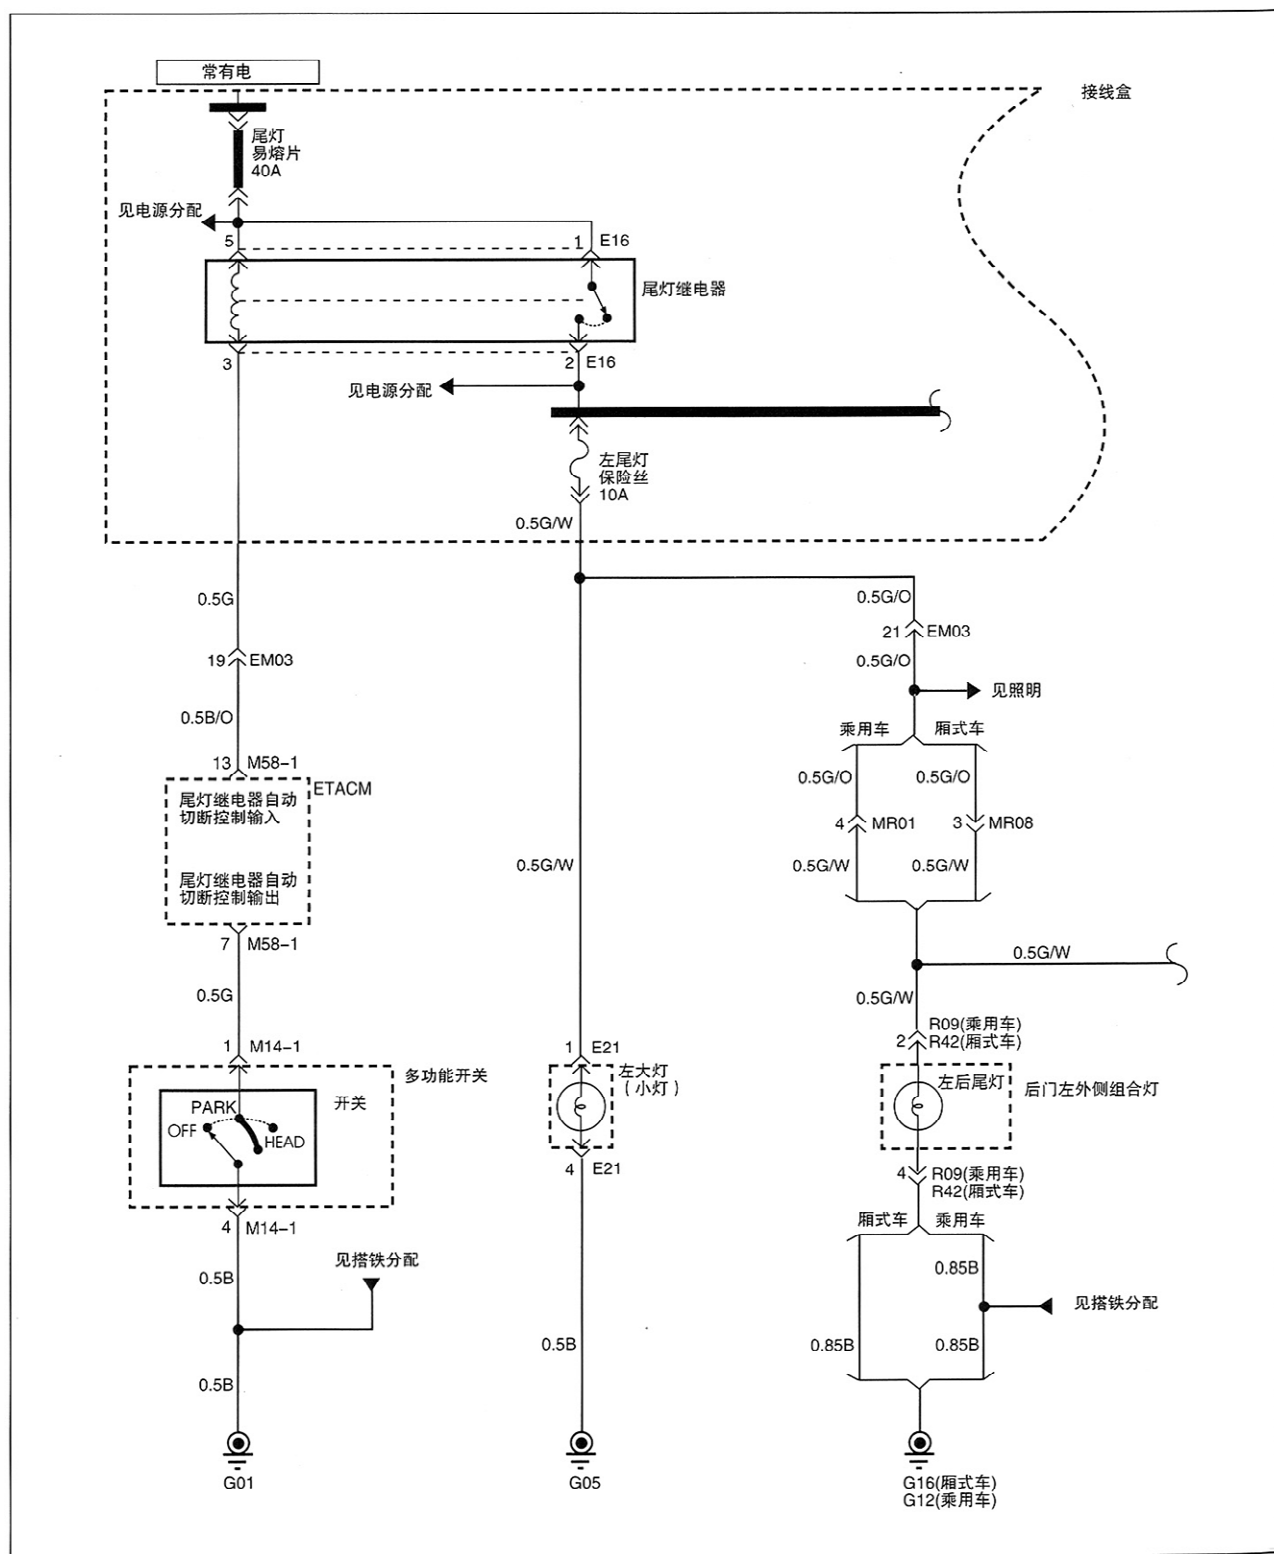 常有电
接线盒
尾灯
易熔片
40A
见电源分配
5
1
E16
尾灯继电器
3
2
E16
见电源分配
左尾灯
保险丝
10A
0.5G/W
0.5G
0.5G/O
21
EM03
19
EM03
0.5G/O
见照明
0.5B/O
乘用车
厢式车
13
M58-1
ETACM
0.5G/O
0.5G/O
尾灯继电器自动
切断控制输入
4
MR01
3
MR08
0.5G/W
0.5G/W
0.5G/W
尾灯继电器自动
切断控制输出
7
M58-1
0.5G/W
0.5G
0.5G/W
R09(乘用车)
2
R42(厢式车)
1
M14-1
1
E21
多功能开关
左大灯
(小灯)
左后尾灯
后门左外侧组合灯
开关
PARK
OFF
HEAD
4
E21
4
R09(乘用车)
R42(厢式车)
4
M14-1
厢式车
乘用车
见搭铁分配
0.5B
0.85B
见搭铁分配
0.5B
0.85B
0.85B
0.5B
G01
G05
G16(厢式车)
G12(乘用车)